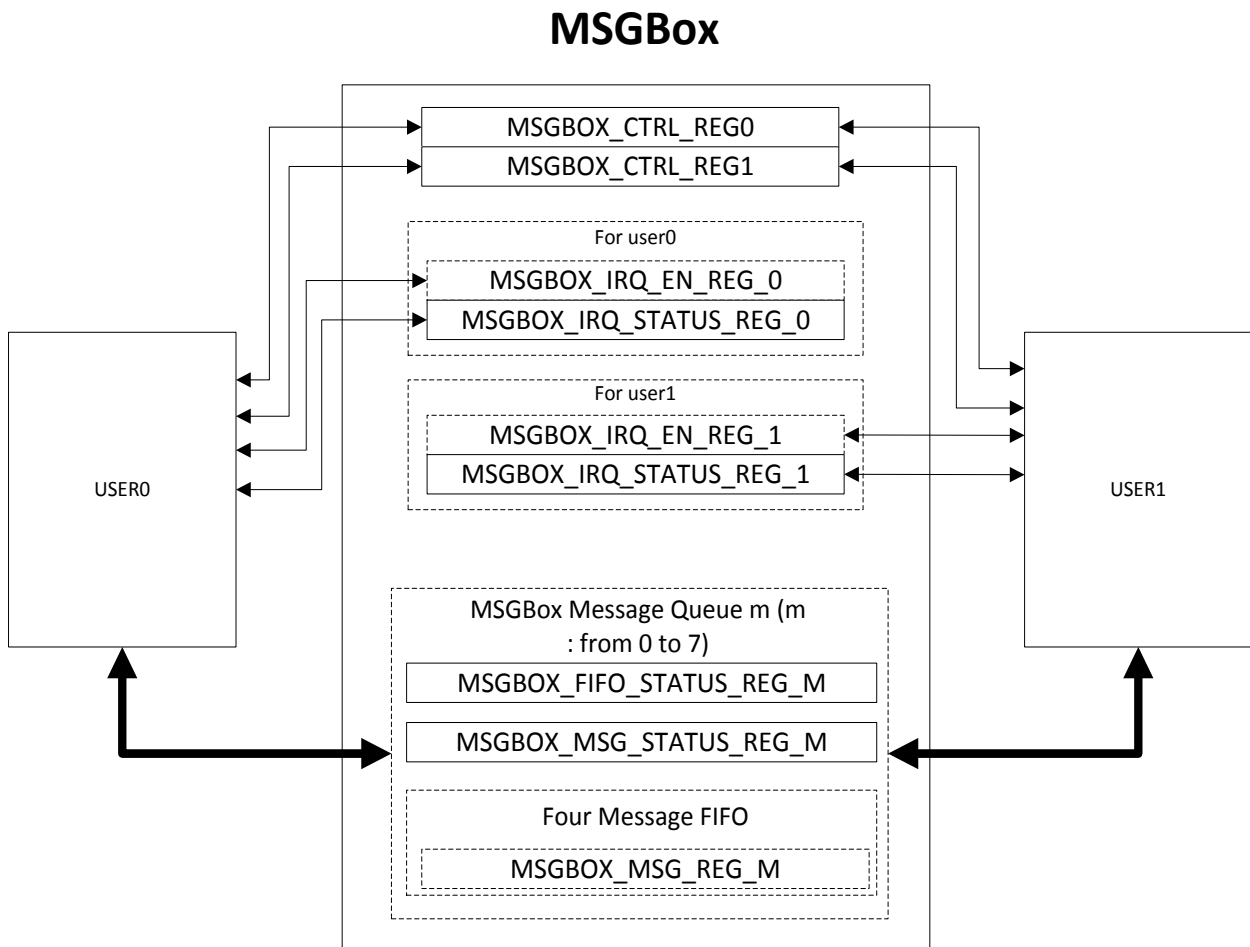 MSGBox
MSGBOX_CTRL_REG0
MSGBOX_CTRL_REG1
For user0
MSGBOX_IRQ_EN_REG_0
MSGBOX_IRQ_STATUS_REG_0
For user1
MSGBOX_IRQ_EN_REG_1
MSGBOX_IRQ_STATUS_REG_1
USER0
USER1
MSGBox Message Queue m (m
: from 0 to 7)
MSGBOX_FIFO_STATUS_REG_M
MSGBOX_MSG_STATUS_REG_M
Four Message FIFO
MSGBOX_MSG_REG_M